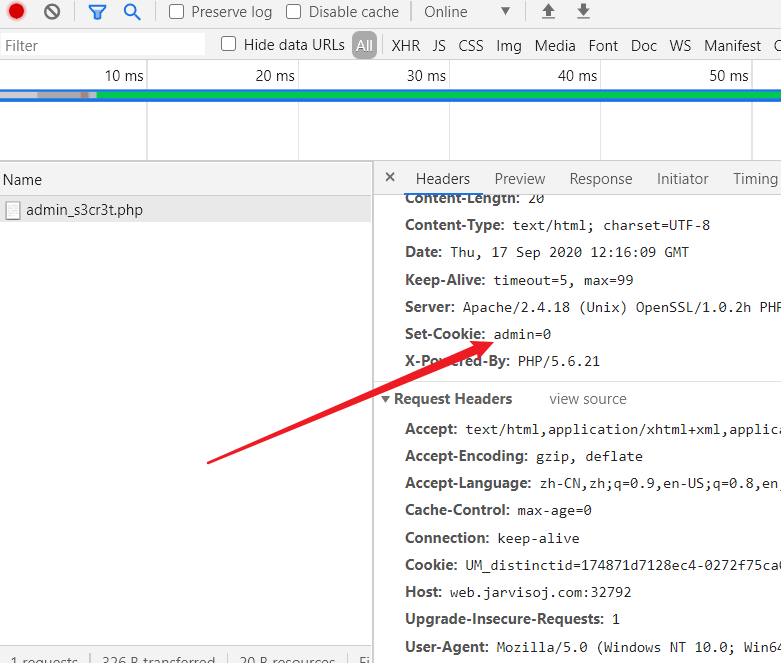 Preserve log Disable cache Online
Filter Hide data URLs All XHR JS CSS Img Media Font Doc WS Manifest
10 ms 20 ms 30 ms 40 ms 50 ms
Name
admin_s3cr3t.php
× Headers Preview Response Initiator Timing
Content-Length: 20
Content-Type: text/html; charset=UTF-8
Date: Thu, 17 Sep 2020 12:16:09 GMT
Keep-Alive: timeout=5, max=99
Server: Apache/2.4.18 (Unix) OpenSSL/1.0.2h PHP
Set-Cookie: admin=0
X-Powered-By: PHP/5.6.21
Request Headers view source
Accept: text/html,application/xhtml+xml,applica
Accept-Encoding: gzip, deflate
Accept-Language: zh-CN,zh;q=0.9,en-US;q=0.8,en
Cache-Control: max-age=0
Connection: keep-alive
Cookie: UM_distinctid=174871d7128ec4-0272f75ca
Host: web.jarvisoj.com:32792
Upgrade-Insecure-Requests: 1
User-Agent: Mozilla/5.0 (Windows NT 10.0; Win64
1 requests 326 B transferred 20 B resources